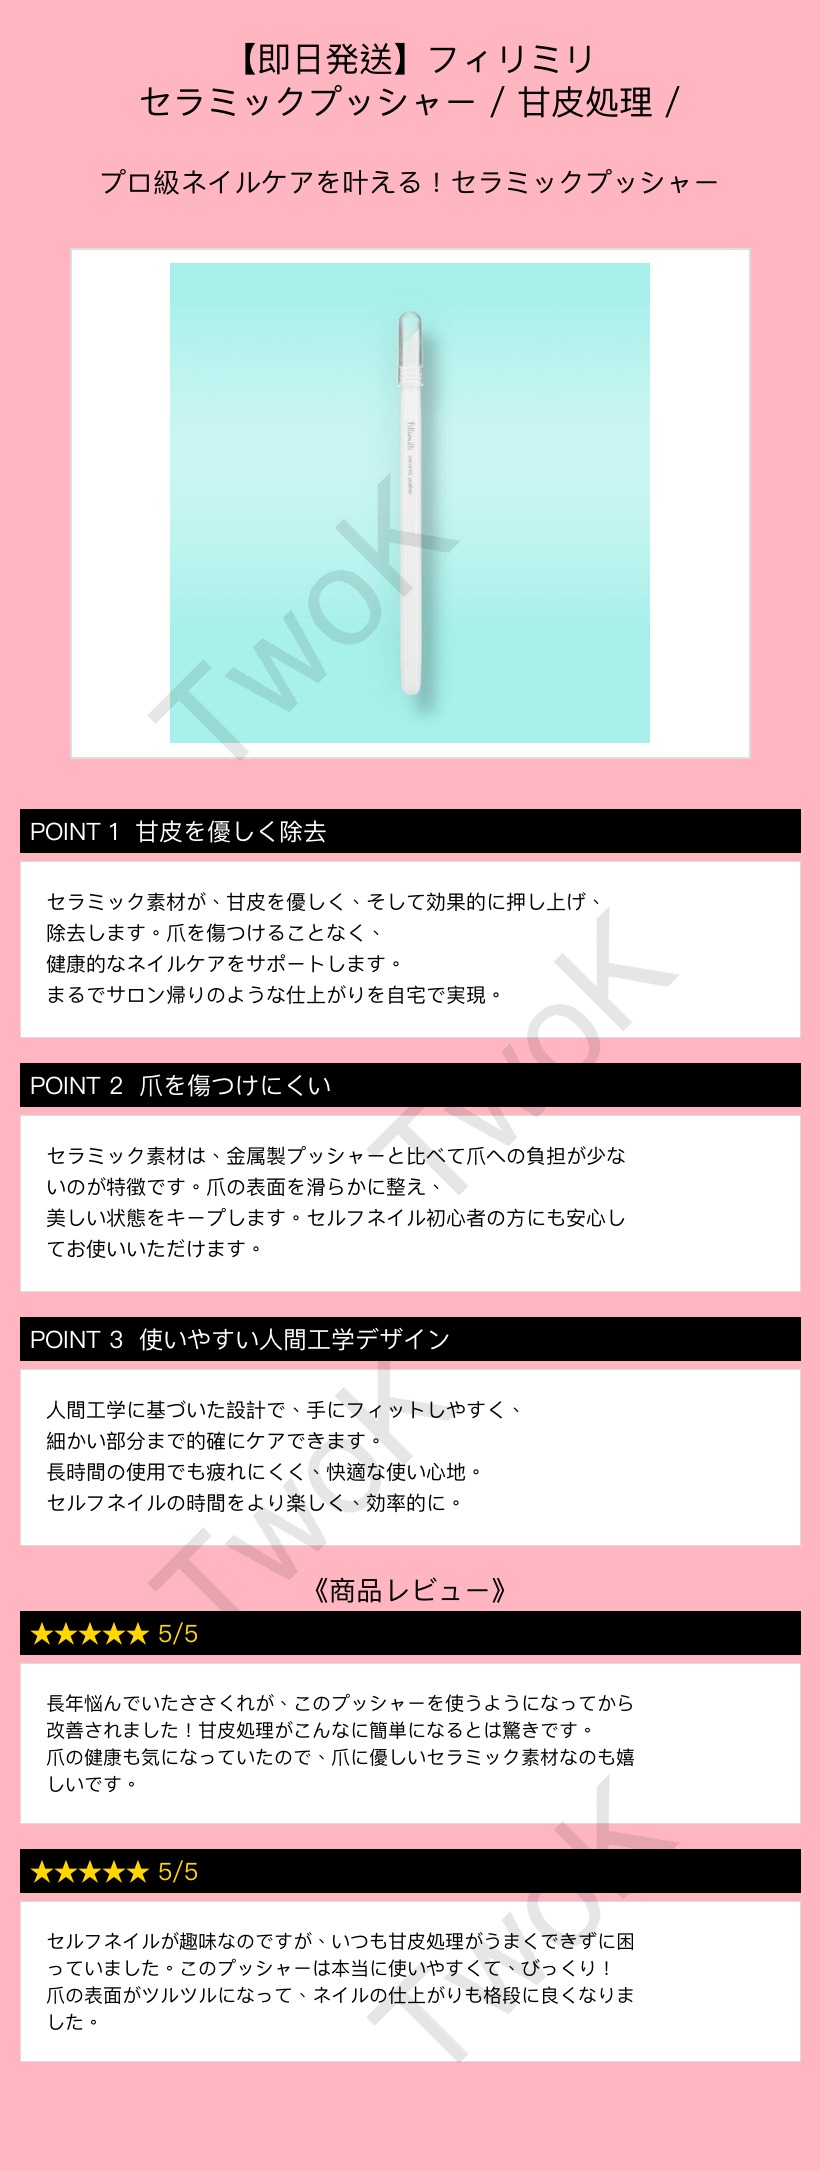 【即日発送】フィリミリ
セラミックプッシャー / 甘皮処理 /
プロ級ネイルケアを叶える！セラミックプッシャー
fillimilli ceramic pusher
TwoK
POINT 1 甘皮を優しく除去
セラミック素材が、甘皮を優しく、そして効果的に押し上げ、
除去します。爪を傷つけることなく、
健康的なネイルケアをサポートします。
まるでサロン帰りのような仕上がりを自宅で実現。
TwoK
POINT 2 爪を傷つけにくい
セラミック素材は、金属製プッシャーと比べて爪への負担が少な
いのが特徴です。爪の表面を滑らかに整え、
美しい状態をキープします。セルフネイル初心者の方にも安心し
てお使いいただけます。
POINT 3 使いやすい人間工学デザイン
人間工学に基づいた設計で、手にフィットしやすく、
細かい部分まで的確にケアできます。
長時間の使用でも疲れにくく、快適な使い心地。
セルフネイルの時間をより楽しく、効率的に。
TwoK
《商品レビュー》
★★★★★ 5/5
長年悩んでいたささくれが、このプッシャーを使うようになってから
改善されました！甘皮処理がこんなに簡単になるとは驚きです。
爪の健康も気になっていたので、爪に優しいセラミック素材なのも嬉
しいです。
★★★★★ 5/5
セルフネイルが趣味なのですが、いつも甘皮処理がうまくできずに困
っていました。このプッシャーは本当に使いやすくて、びっくり！
爪の表面がツルツルになって、ネイルの仕上がりも格段に良くなりま
した。
TwoK